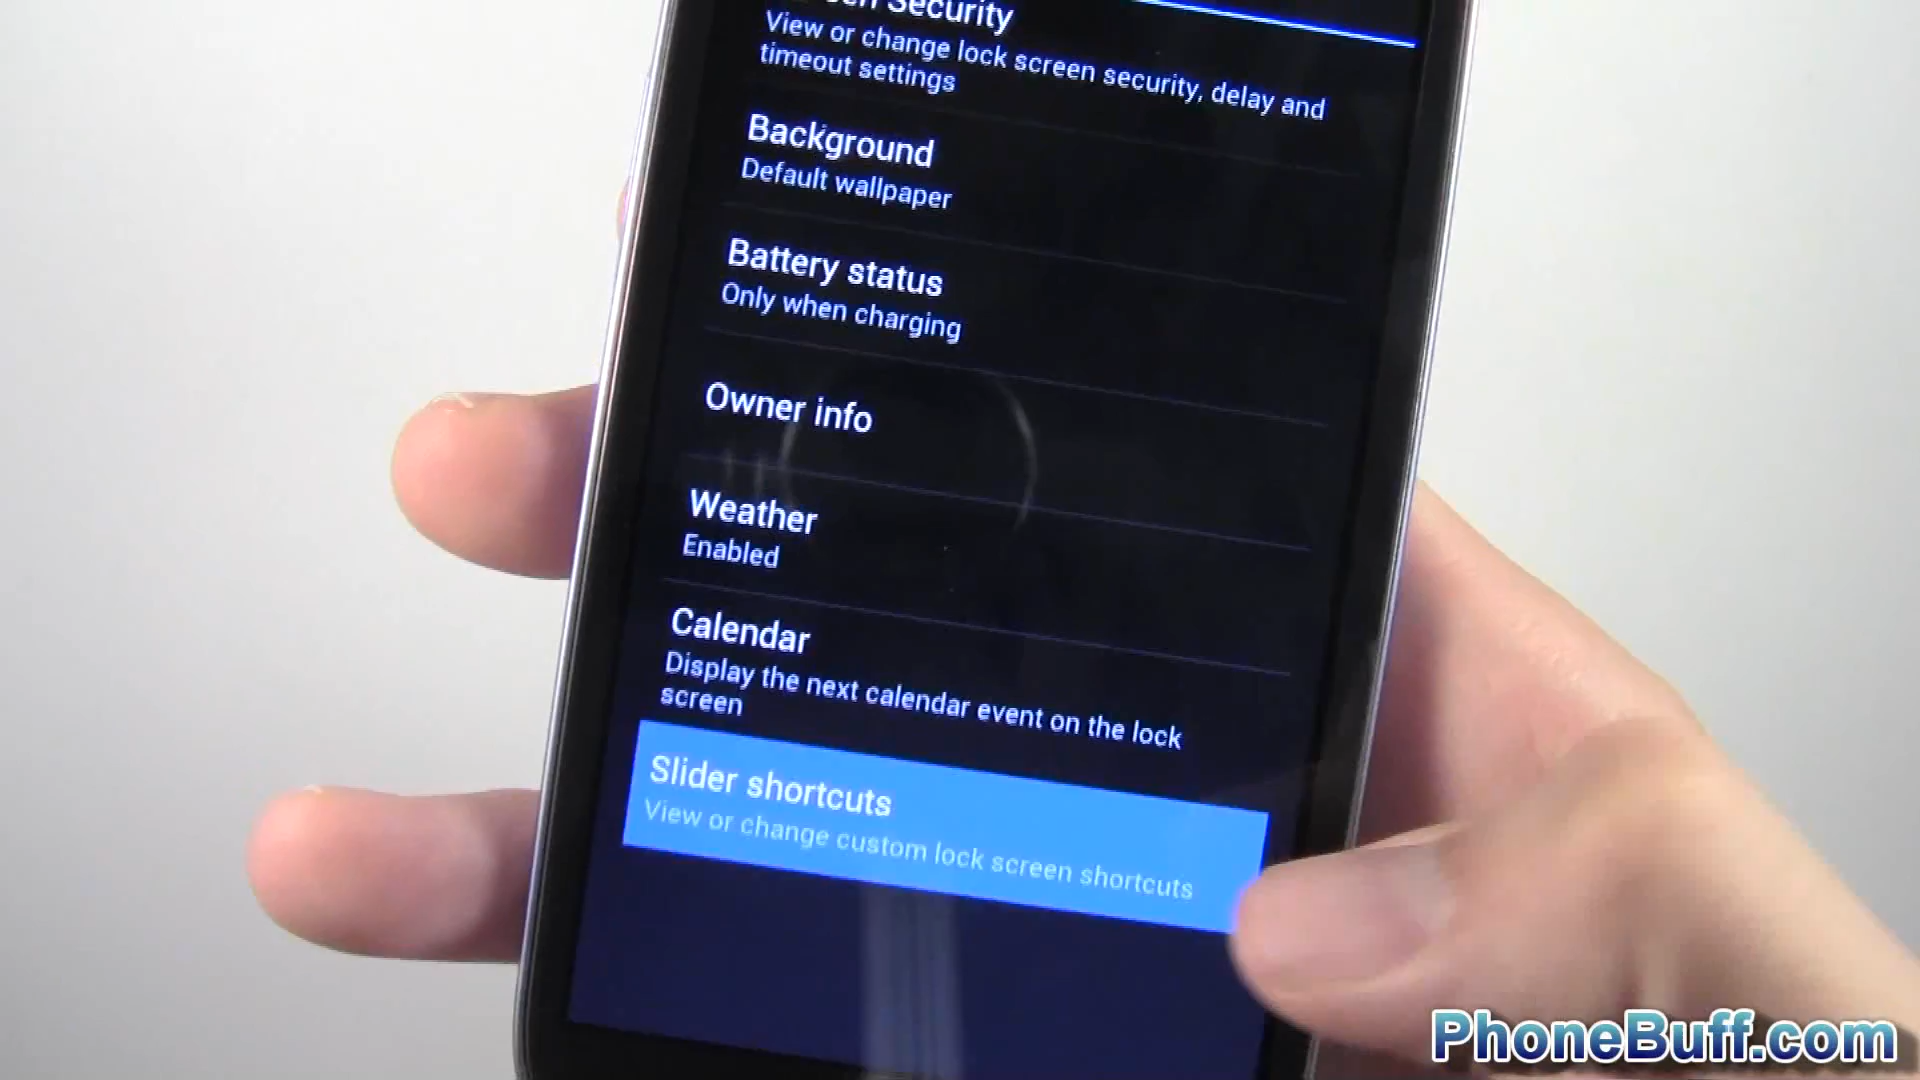 Security
View or change lock screen security, delay and
timeout settings
Background
Default wallpaper
Battery status
Only when charging
Owner info
Weather
Enabled
Calendar
Display the next calendar event on the lock
screen
Slider shortcuts
View or change custom lock screen shortcuts
PhoneBuff.com